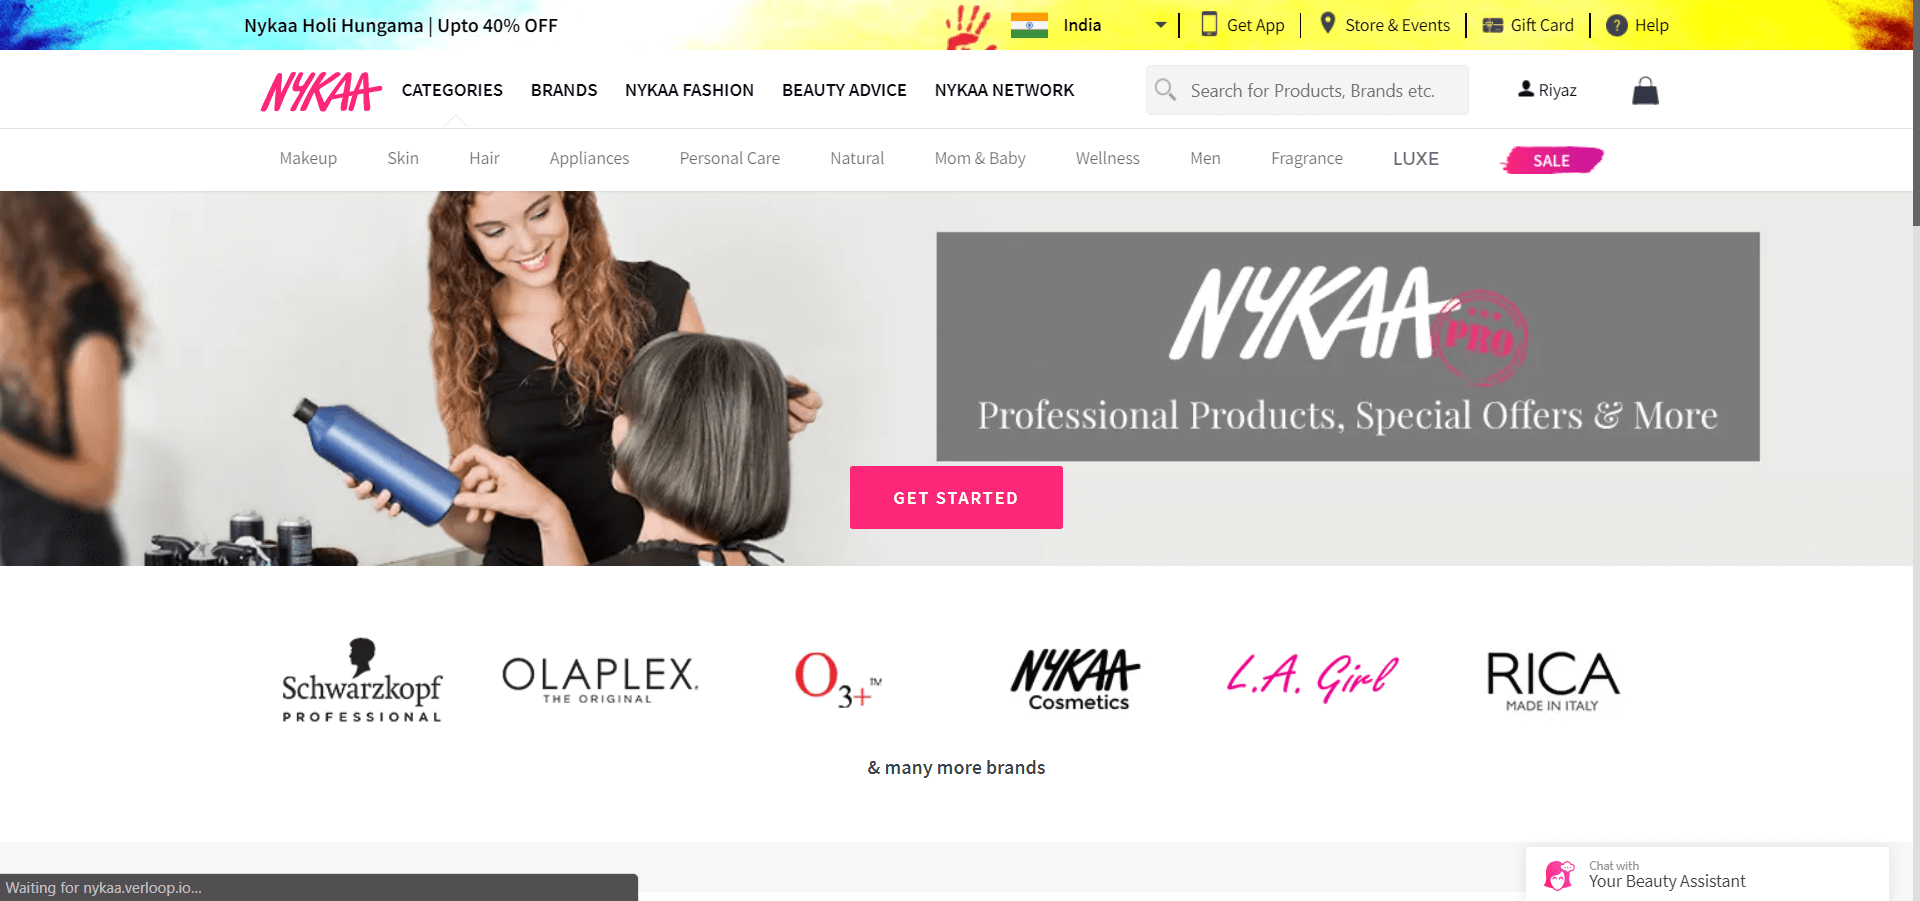 Nykaa Holi Hungama | Upto 40% OFF
India
Get App
Store & Events
Gift Card
? Help
NYKAA
CATEGORIES
BRANDS
NYKAA FASHION
BEAUTY ADVICE
NYKAA NETWORK
Search for Products, Brands etc.
Riyaz
Makeup
Skin
Hair
Appliances
Personal Care
Natural
Mom & Baby
Wellness
Men
Fragrance
LUXE
SALE
NYKAA
PRO
Professional Products, Special Offers & More
GET STARTED
Schwarzkopf
PROFESSIONAL
OLAPLEX.
THE ORIGINAL
O3+™
NYKAA
Cosmetics
L.A. Girl
RICA
MADE IN ITALY
& many more brands
Chat with
Your Beauty Assistant
Waiting for nykaa.verloop.io...